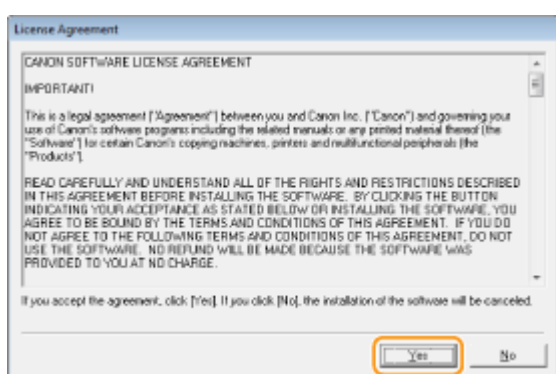 License Agreement
CANON SOFTWARE LICENSE AGREEMENT
IMPORTANT!
This is a legal agreement ("Agreement") between you and Canon Inc. ("Canon") and governing your
use of Canon's software programs including the related manuals or any printed material thereof (the
"Software") for certain Canon's copying machines, printers and multifunctional peripherals (the
"Products").
READ CAREFULLY AND UNDERSTAND ALL OF THE RIGHTS AND RESTRICTIONS DESCRIBED
IN THIS AGREEMENT BEFORE INSTALLING THE SOFTWARE. BY CLICKING THE BUTTON
INDICATING YOUR ACCEPTANCE AS STATED BELOW OR INSTALLING THE SOFTWARE, YOU
AGREE TO BE BOUND BY THE TERMS AND CONDITIONS OF THIS AGREEMENT. IF YOU DO
NOT AGREE TO THE FOLLOWING TERMS AND CONDITIONS OF THIS AGREEMENT, DO NOT
USE THE SOFTWARE. NO REFUND WILL BE MADE BECAUSE THE SOFTWARE WAS
PROVIDED TO YOU AT NO CHARGE.
If you accept the agreement, click [Yes]. If you click [No], the installation of the software will be canceled.
Yes
No